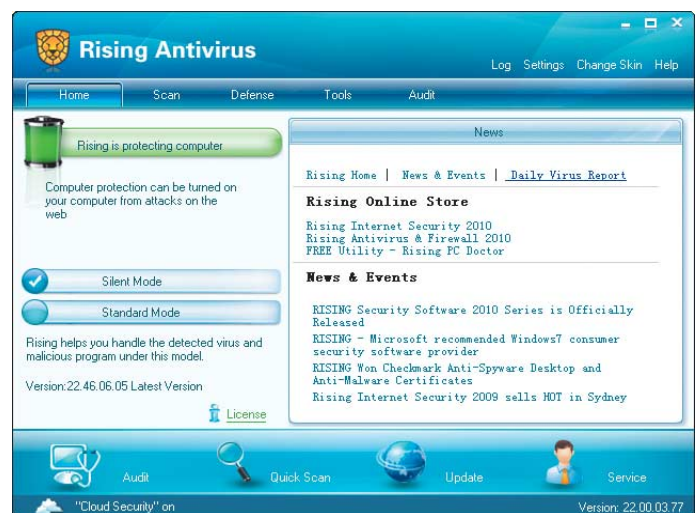 Rising Antivirus
Log Settings Change Skin Help
Home Scan Defense Tools Audit
Rising is protecting computer
Computer protection can be turned on
your computer from attacks on the
web
Silent Mode
Standard Mode
Rising helps you handle the detected virus and
malicious program under this model.
Version:22.46.06.05 Latest Version
License
News
Rising Home | News & Events | Daily Virus Report
Rising Online Store
Rising Internet Security 2010
Rising Antivirus & Firewall 2010
FREE Utility - Rising PC Doctor
News & Events
RISING Security Software 2010 Series is Officially
Released
RISING - Microsoft recommended Windows7 consumer
security software provider
RISING Won Checkmark Anti-Spyware Desktop and
Anti-Malware Certificates
Rising Internet Security 2009 sells HOT in Sydney
Audit Quick Scan Update Service
"Cloud Security" on
Version: 22.00.03.77